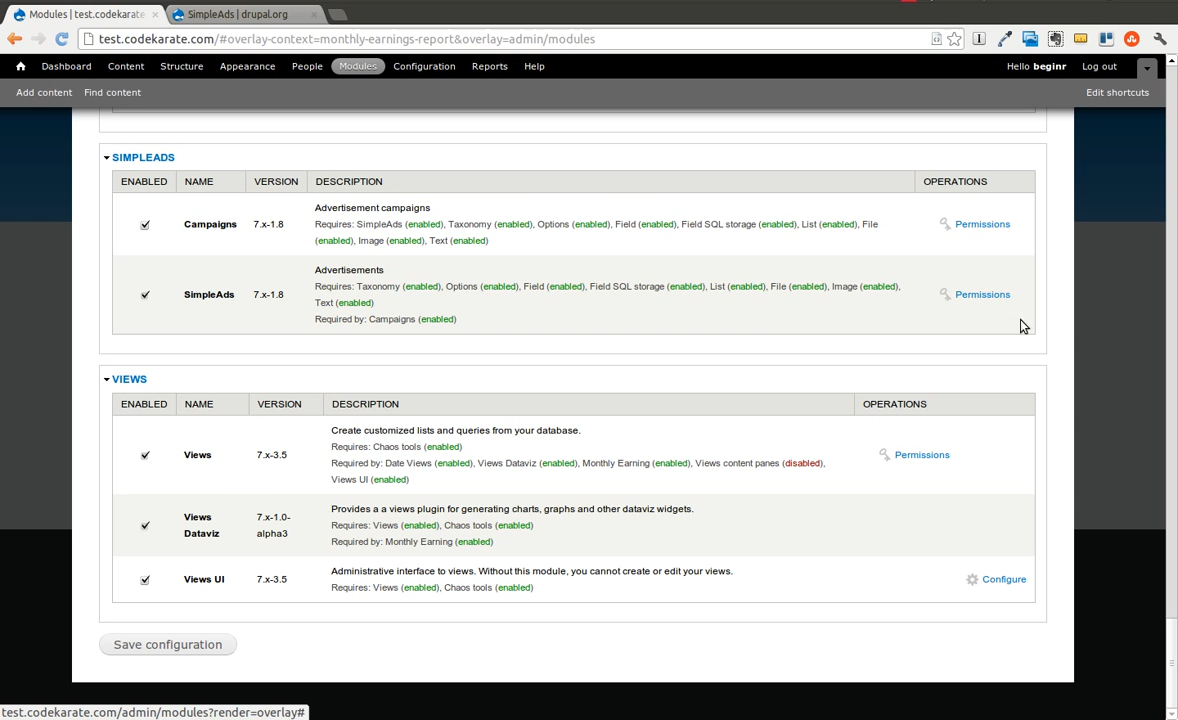 Modules | test.codekarate
SimpleAds | drupal.org
test.codekarate.com/#overlay-context=monthly-earnings-report&overlay=admin/modules
Dashboard Content Structure Appearance People Modules Configuration Reports Help Hello beginr Log out
Add content Find content Edit shortcuts
SIMPLEADS
ENABLED NAME VERSION DESCRIPTION OPERATIONS
Advertisement campaigns
Campaigns 7.x-1.8 Requires: SimpleAds (enabled), Taxonomy (enabled), Options (enabled), Field (enabled), Field SQL storage (enabled), List (enabled), File Permissions
(enabled), Image (enabled), Text (enabled)
Advertisements
Requires: Taxonomy (enabled), Options (enabled), Field (enabled), Field SQL storage (enabled), List (enabled), File (enabled), Image (enabled),
SimpleAds 7.x-1.8 Permissions
Text (enabled)
Required by: Campaigns (enabled)
VIEWS
ENABLED NAME VERSION DESCRIPTION OPERATIONS
Create customized lists and queries from your database.
Requires: Chaos tools (enabled)
Views 7.x-3.5 Permissions
Required by: Date Views (enabled), Views Dataviz (enabled), Monthly Earning (enabled), Views content panes (disabled),
Views UI (enabled)
Provides a a views plugin for generating charts, graphs and other dataviz widgets.
Views 7.x-1.0- Requires: Views (enabled), Chaos tools (enabled)
Dataviz alpha3
Required by: Monthly Earning (enabled)
Administrative interface to views. Without this module, you cannot create or edit your views.
Views UI 7.x-3.5 Configure
Requires: Views (enabled), Chaos tools (enabled)
Save configuration
test.codekarate.com/admin/modules?render=overlay#